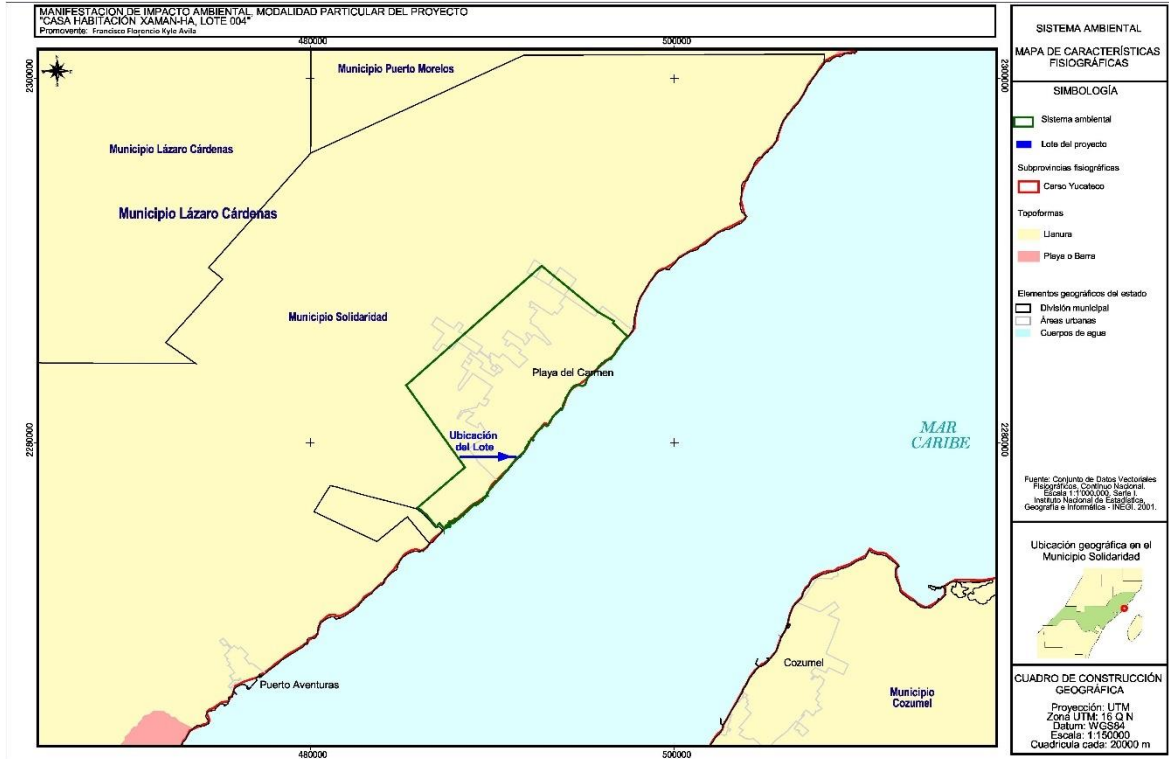 MANIFESTACION DE IMPACTO AMBIENTAL, MODALIDAD PARTICULAR DEL PROYECTO
"CASA HABITACIÓN XAMAN-HA, LOTE 004"
Promovente: Francisco Florencio Kyle Avila
480000
500000
2300000
2300000
Municipio Puerto Morelos
Municipio Lázaro Cárdenas
Municipio Lázaro Cárdenas
Municipio Solidaridad
Playa del Carmen
Ubicación
del Lote
2280000
2280000
MAR
CARIBE
Cozumel
Puerto Aventuras
Municipio
Cozumel
480000
500000
SISTEMA AMBIENTAL
MAPA DE CARACTERÍSTICAS
FISIOGRÁFICAS
SIMBOLOGÍA
Sistema ambiental
Lote del proyecto
Subprovincias fisiográficas
Carso Yucateco
Topoformas
Llanura
Playa o Barra
Elementos geográficos del estado
División municipal
Áreas urbanas
Cuerpos de agua
Fuente: Conjunto de Datos Vectoriales
Fisiográficos. Continuo Nacional.
Escala 1:1'000,000. Serie I.
Instituto Nacional de Estadística,
Geografía e Informática - INEGI. 2001.
Ubicación geográfica en el
Municipio Solidaridad
CUADRO DE CONSTRUCCIÓN
GEOGRÁFICA
Proyección: UTM
Zona UTM: 16 Q N
Datum: WGS84
Escala: 1:150000
Cuadrícula cada: 20000 m